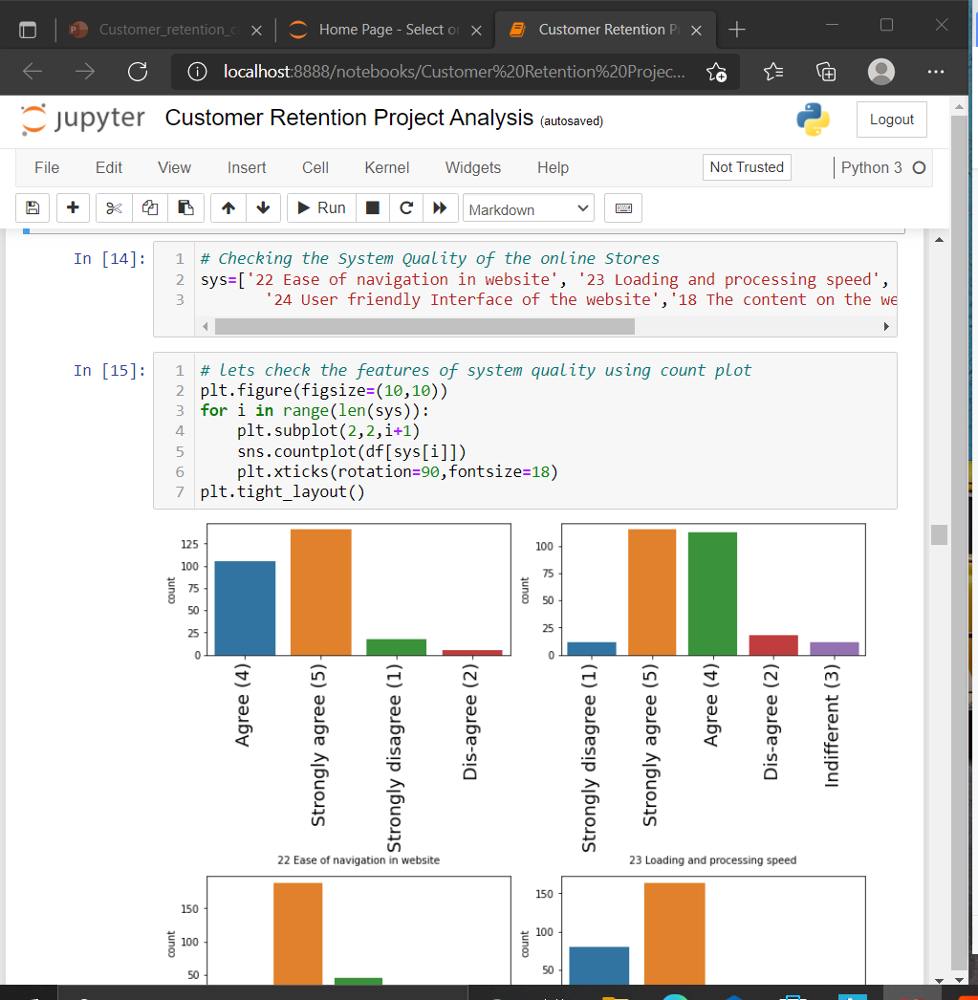 Customer_retention_c
Home Page - Select or
Customer Retention P
localhost:8888/notebooks/Customer%20Retention%20Projec...
jupyter Customer Retention Project Analysis (autosaved)
Logout
File Edit View Insert Cell Kernel Widgets Help
Not Trusted
Python 3
Run
Markdown
In [14]:
1 # Checking the System Quality of the online Stores
2 sys=['22 Ease of navigation in website', '23 Loading and processing speed',
3 '24 User friendly Interface of the website','18 The content on the we
In [15]:
1 # lets check the features of system quality using count plot
2 plt.figure(figsize=(10,10))
3 for i in range(len(sys)):
4 plt.subplot(2,2,i+1)
5 sns.countplot(df[sys[i]])
6 plt.xticks(rotation=90,fontsize=18)
7 plt.tight_layout()
125
100
75
50
25
0
count
Agree (4)
Strongly agree (5)
Strongly disagree (1)
Dis-agree (2)
22 Ease of navigation in website
100
75
50
25
0
count
Strongly disagree (1)
Strongly agree (5)
Agree (4)
Dis-agree (2)
Indifferent (3)
23 Loading and processing speed
150
100
50
count
150
100
50
count